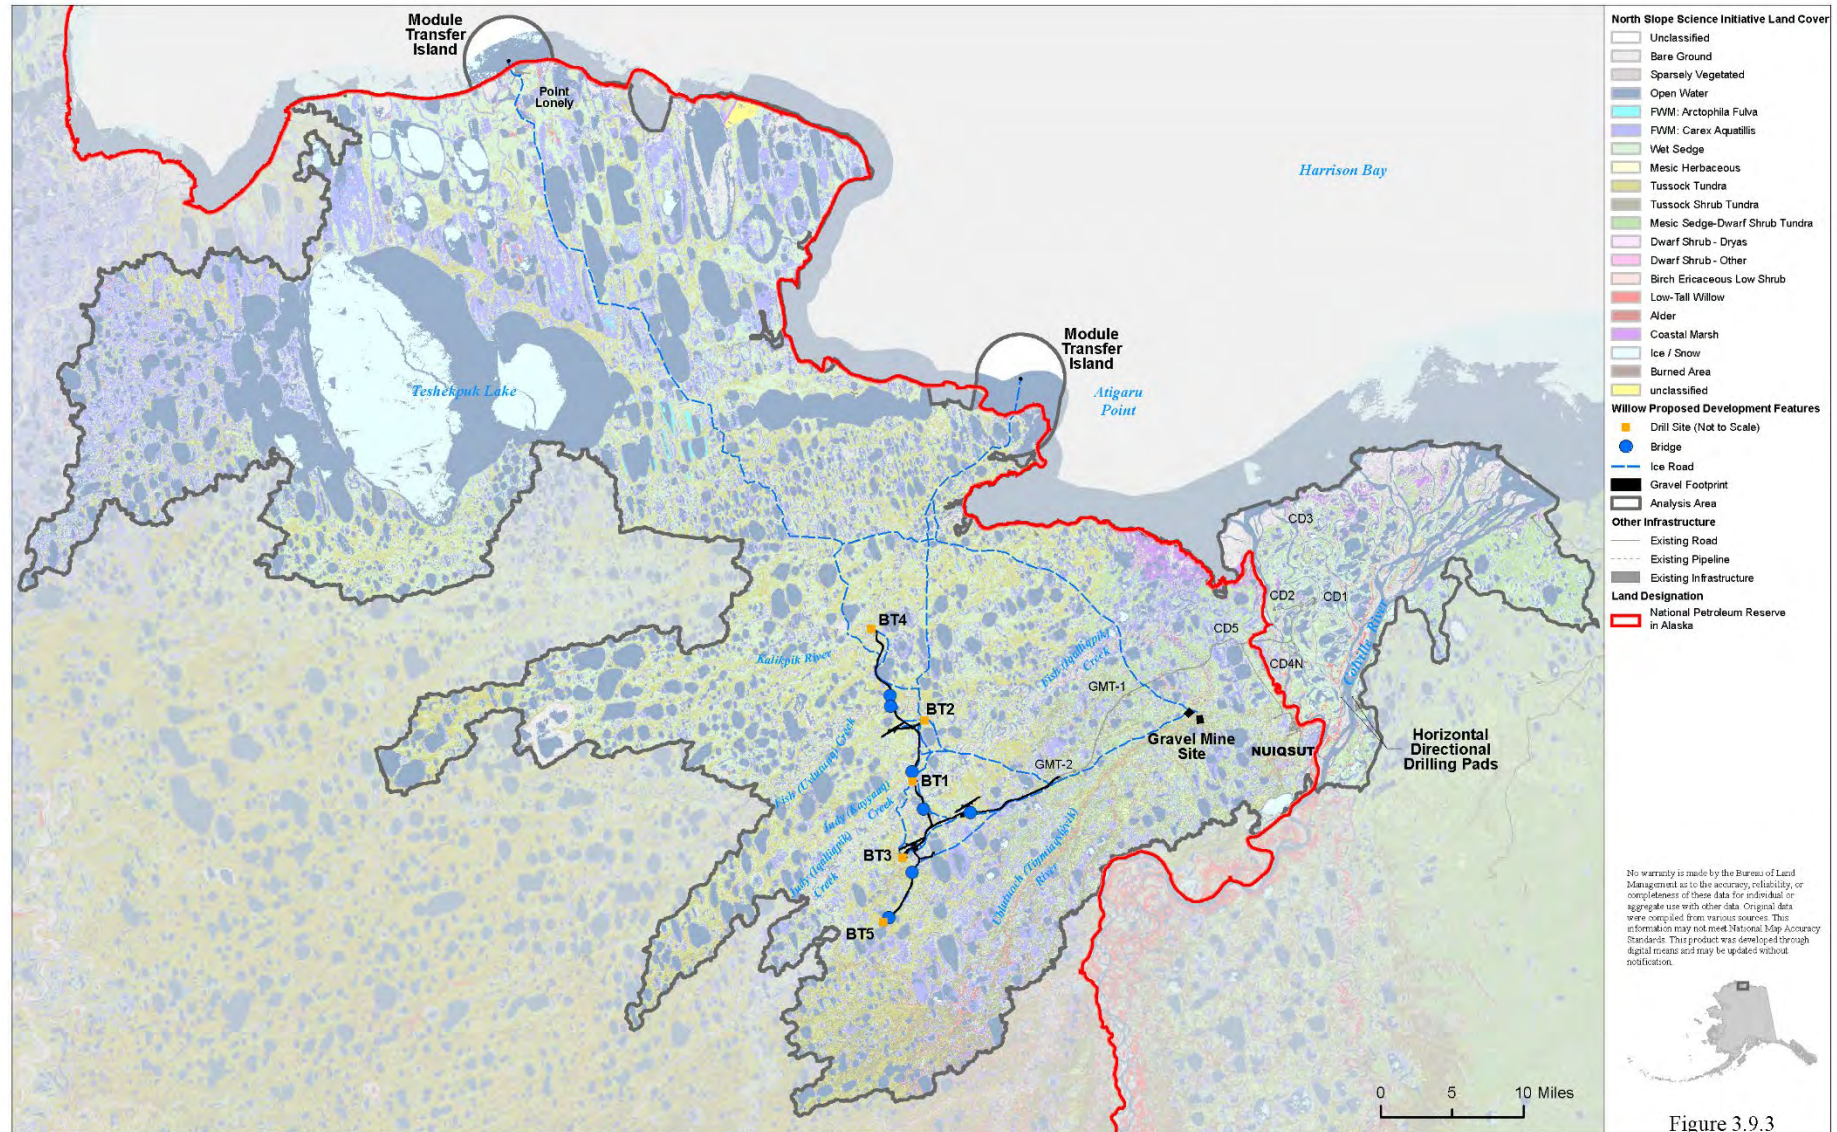 Module
Transfer
Island
Point
Lonely
Harrison Bay
Module
Transfer
Island
Teshekpuk Lake
Atigaru
Point
CD3
CD2
CD1
CD5
CD4N
Colville River
BT4
Kalikpik River
Fish (Iqalliqpik)
Creek
GMT-1
BT2
Gravel Mine
Site
NUIQSUT
Horizontal
Directional
Drilling Pads
Fish (Uvlutuuq) Creek
GMT-2
BT1
Judy (Kayyaaq)
Creek
BT3
Judy (Iqalliqpik)
Creek
Ublutuoch (Tiŋmiaqsiuġvik)
River
BT5
0 5 10 Miles
North Slope Science Initiative Land Cover
Unclassified
Bare Ground
Sparsely Vegetated
Open Water
FWM: Arctophila Fulva
FWM: Carex Aquatillis
Wet Sedge
Mesic Herbaceous
Tussock Tundra
Tussock Shrub Tundra
Mesic Sedge-Dwarf Shrub Tundra
Dwarf Shrub - Dryas
Dwarf Shrub - Other
Birch Ericaceous Low Shrub
Low-Tall Willow
Alder
Coastal Marsh
Ice / Snow
Burned Area
unclassified
Willow Proposed Development Features
Drill Site (Not to Scale)
Bridge
Ice Road
Gravel Footprint
Analysis Area
Other Infrastructure
Existing Road
Existing Pipeline
Existing Infrastructure
Land Designation
National Petroleum Reserve
in Alaska
No warranty is made by the Bureau of Land
Management as to the accuracy, reliability, or
completeness of these data for individual or
aggregate use with other data. Original data
were compiled from various sources. This
information may not meet National Map Accuracy
Standards. This product was developed through
digital means and may be updated without
notification.
Figure 3.9.3